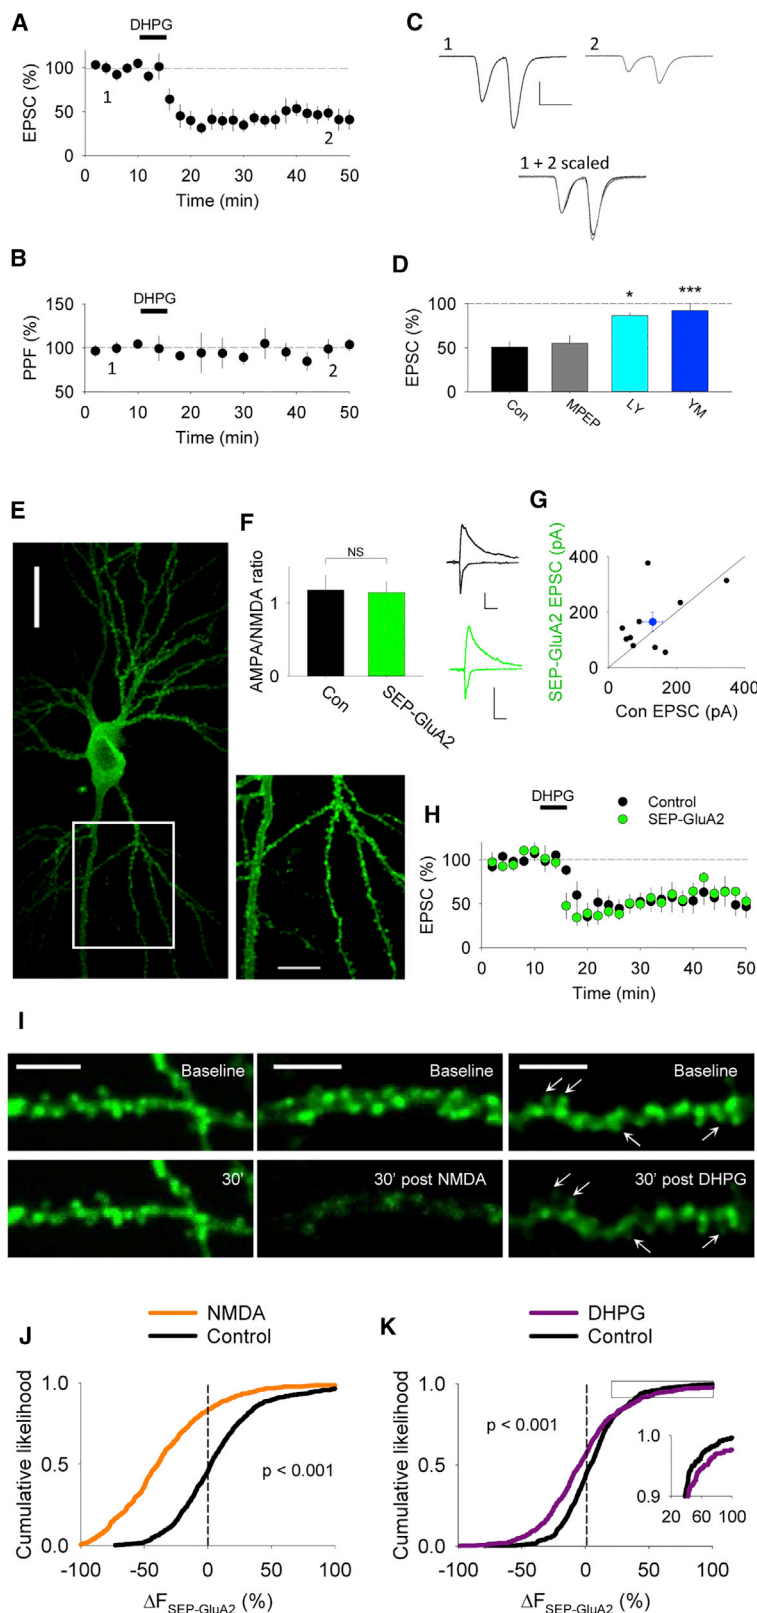 A
DHPG
EPSC (%)
100
50
0
1
2
0 10 20 30 40 50
Time (min)
B
DHPG
PPF (%)
150
100
50
1
2
0 10 20 30 40 50
Time (min)
C
1
2
1 + 2 scaled
D
* ***
EPSC (%)
100
50
0
Con
MPEP
LY
YM
E
F
NS
AMPA/NMDA ratio
1
0
Con
SEP-GluA2
G
SEP-GluA2 EPSC (pA)
400
200
0
0 200 400
Con EPSC (pA)
H
DHPG
Control
SEP-GluA2
EPSC (%)
100
50
0
0 10 20 30 40 50
Time (min)
I
Baseline
Baseline
Baseline
30'
30' post NMDA
30' post DHPG
J
NMDA
Control
Cumulative likelihood
1.0
0.5
0.0
p < 0.001
-100 -50 0 50 100
ΔF SEP-GluA2 (%)
K
DHPG
Control
Cumulative likelihood
1.0
0.5
0.0
p < 0.001
1.0
0.9
20 60 100
-100 -50 0 50 100
ΔF SEP-GluA2 (%)